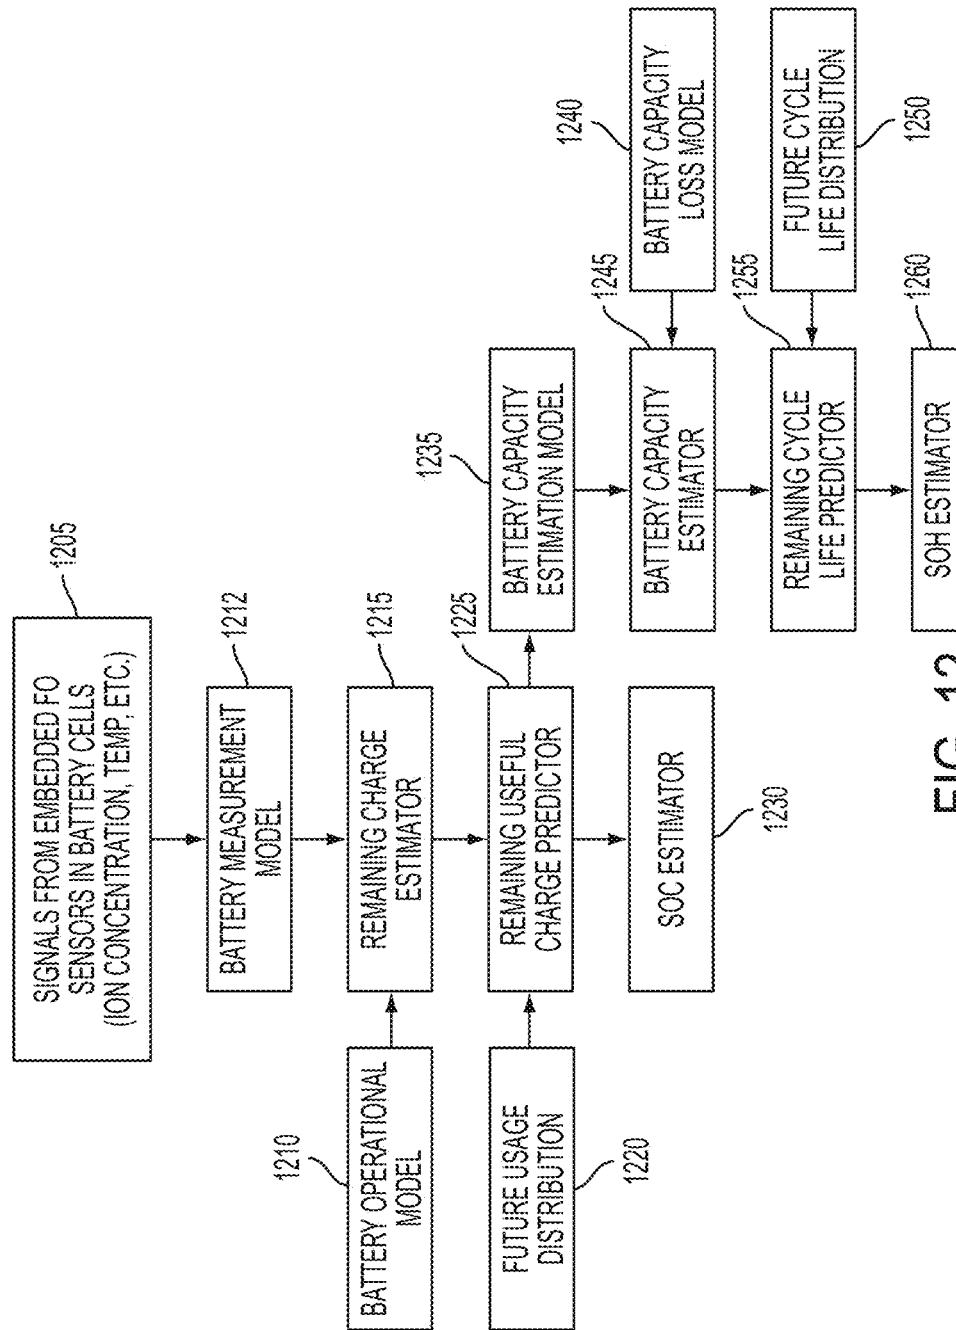 SIGNALS FROM EMBEDDED FO
SENSORS IN BATTERY CELLS
(ION CONCENTRATION, TEMP, ETC.)
1205
BATTERY MEASUREMENT
MODEL
1212
1210
BATTERY OPERATIONAL
MODEL
REMAINING CHARGE
ESTIMATOR
1215
FUTURE USAGE
DISTRIBUTION
1220
REMAINING USEFUL
CHARGE PREDICTOR
1225
SOC ESTIMATOR
1230
BATTERY CAPACITY
ESTIMATION MODEL
1235
BATTERY CAPACITY
LOSS MODEL
1240
BATTERY CAPACITY
ESTIMATOR
1245
FUTURE CYCLE
LIFE DISTRIBUTION
1250
REMAINING CYCLE
LIFE PREDICTOR
1255
SOH ESTIMATOR
1260
FIG. 12